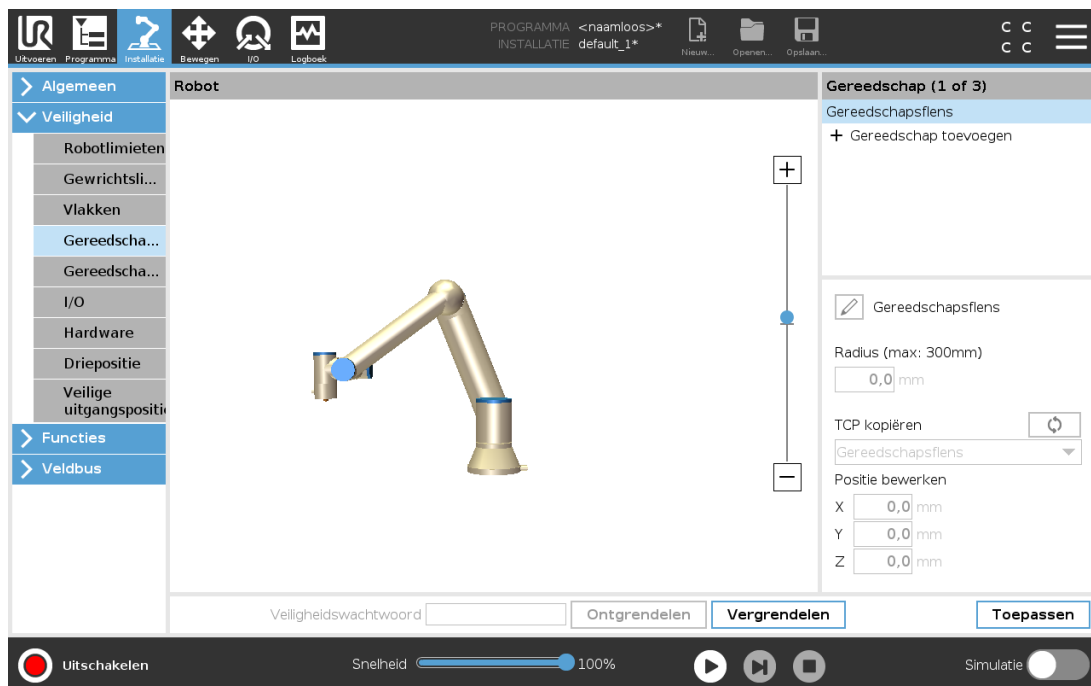 PROGRAMMA <naamloos>*
INSTALLATIE default_1*
Uitvoeren Programma Installatie Bewegen I/O Logboek
Nieuw... Openen... Opslaan...
C C
C C
Algemeen
Veiligheid
Robotlimieten
Gewrichtsli...
Vlakken
Gereedscha...
Gereedscha...
I/O
Hardware
Driepositie
Veilige
uitgangspositi
Functies
Veldbus
Robot
Gereedschap (1 of 3)
Gereedschapsflens
+ Gereedschap toevoegen
Gereedschapsflens
Radius (max: 300mm)
0,0 mm
TCP kopiëren
Gereedschapsflens
Positie bewerken
X 0,0 mm
Y 0,0 mm
Z 0,0 mm
Veiligheidswachtwoord Ontgrendelen Vergrendelen Toepassen
Uitschakelen Snelheid 100% Simulatie